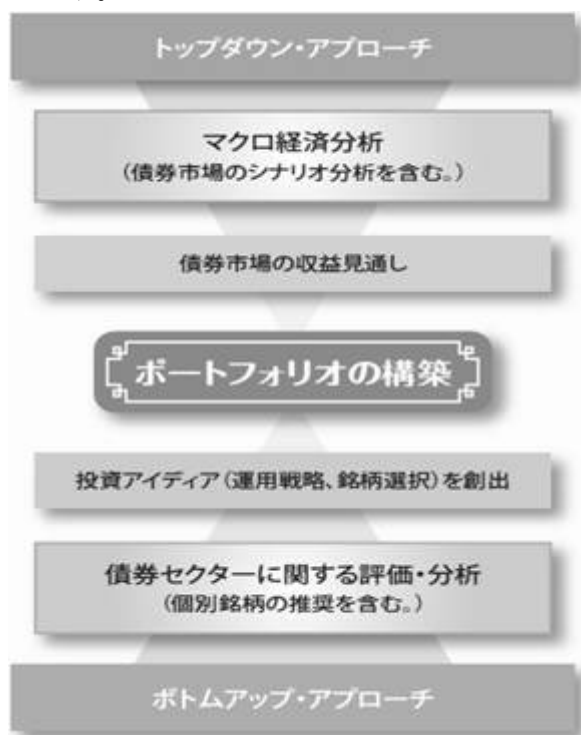 トップダウン・アプローチ
マクロ経済分析
(債券市場のシナリオ分析を含む。)
債券市場の収益見通し
ポートフォリオの構築
投資アイディア(運用戦略、銘柄選択)を創出
債券セクターに関する評価・分析
(個別銘柄の推奨を含む。)
ボトムアップ・アプローチ